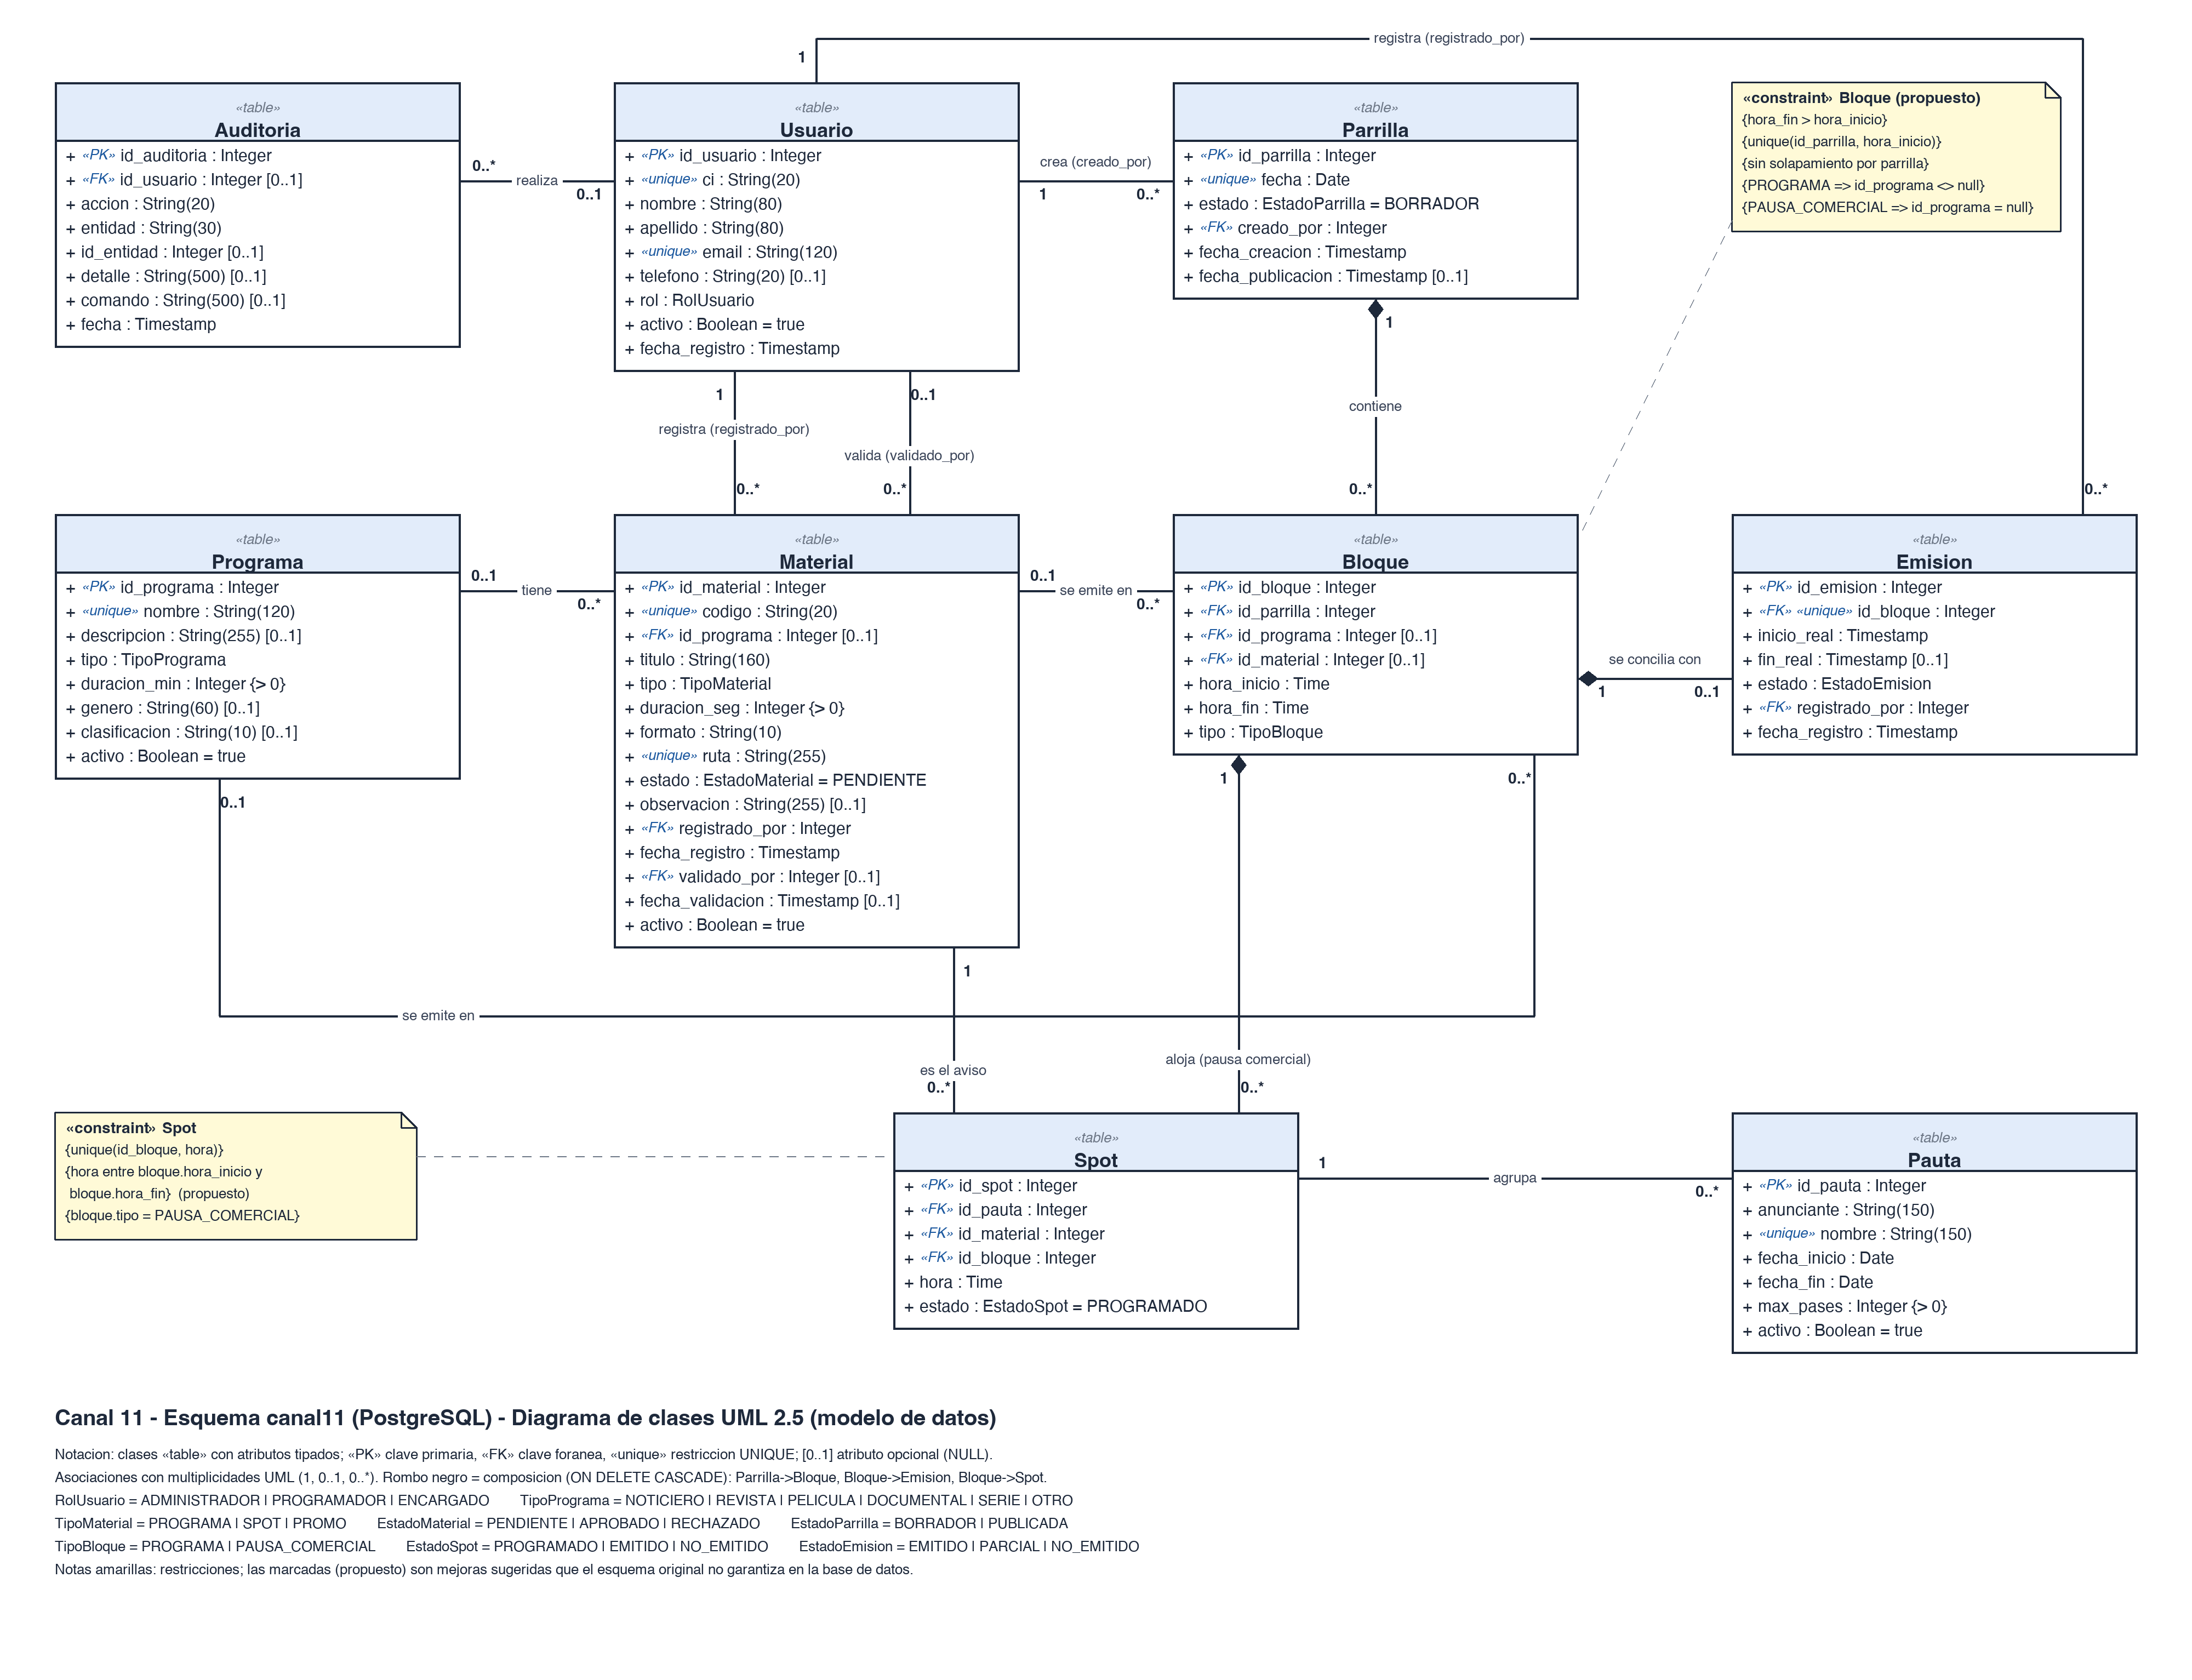 registra (registrado_por)
1
«table»
Auditoria
+ «PK» id_auditoria : Integer
+ «FK» id_usuario : Integer [0..1]
+ accion : String(20)
+ entidad : String(30)
+ id_entidad : Integer [0..1]
+ detalle : String(500) [0..1]
+ comando : String(500) [0..1]
+ fecha : Timestamp
0..*
realiza
0..1
«table»
Usuario
+ «PK» id_usuario : Integer
+ «unique» ci : String(20)
+ nombre : String(80)
+ apellido : String(80)
+ «unique» email : String(120)
+ telefono : String(20) [0..1]
+ rol : RolUsuario
+ activo : Boolean = true
+ fecha_registro : Timestamp
crea (creado_por)
1
0..*
«table»
Parrilla
+ «PK» id_parrilla : Integer
+ «unique» fecha : Date
+ estado : EstadoParrilla = BORRADOR
+ «FK» creado_por : Integer
+ fecha_creacion : Timestamp
+ fecha_publicacion : Timestamp [0..1]
«constraint» Bloque (propuesto)
{hora_fin > hora_inicio}
{unique(id_parrilla, hora_inicio)}
{sin solapamiento por parrilla}
{PROGRAMA => id_programa <> null}
{PAUSA_COMERCIAL => id_programa = null}
1
registra (registrado_por)
0..*
0..1
valida (validado_por)
0..*
1
contiene
0..*
0..*
«table»
Programa
+ «PK» id_programa : Integer
+ «unique» nombre : String(120)
+ descripcion : String(255) [0..1]
+ tipo : TipoPrograma
+ duracion_min : Integer {> 0}
+ genero : String(60) [0..1]
+ clasificacion : String(10) [0..1]
+ activo : Boolean = true
0..1
tiene
0..*
«table»
Material
+ «PK» id_material : Integer
+ «unique» codigo : String(20)
+ «FK» id_programa : Integer [0..1]
+ titulo : String(160)
+ tipo : TipoMaterial
+ duracion_seg : Integer {> 0}
+ formato : String(10)
+ «unique» ruta : String(255)
+ estado : EstadoMaterial = PENDIENTE
+ observacion : String(255) [0..1]
+ «FK» registrado_por : Integer
+ fecha_registro : Timestamp
+ «FK» validado_por : Integer [0..1]
+ fecha_validacion : Timestamp [0..1]
+ activo : Boolean = true
0..1
se emite en
0..*
«table»
Bloque
+ «PK» id_bloque : Integer
+ «FK» id_parrilla : Integer
+ «FK» id_programa : Integer [0..1]
+ «FK» id_material : Integer [0..1]
+ hora_inicio : Time
+ hora_fin : Time
+ tipo : TipoBloque
se concilia con
1
0..1
«table»
Emision
+ «PK» id_emision : Integer
+ «FK» «unique» id_bloque : Integer
+ inicio_real : Timestamp
+ fin_real : Timestamp [0..1]
+ estado : EstadoEmision
+ «FK» registrado_por : Integer
+ fecha_registro : Timestamp
0..1
se emite en
0..*
1
es el aviso
0..*
1
aloja (pausa comercial)
0..*
«constraint» Spot
{unique(id_bloque, hora)}
{hora entre bloque.hora_inicio y
bloque.hora_fin} (propuesto)
{bloque.tipo = PAUSA_COMERCIAL}
«table»
Spot
+ «PK» id_spot : Integer
+ «FK» id_pauta : Integer
+ «FK» id_material : Integer
+ «FK» id_bloque : Integer
+ hora : Time
+ estado : EstadoSpot = PROGRAMADO
1
agrupa
0..*
«table»
Pauta
+ «PK» id_pauta : Integer
+ anunciante : String(150)
+ «unique» nombre : String(150)
+ fecha_inicio : Date
+ fecha_fin : Date
+ max_pases : Integer {> 0}
+ activo : Boolean = true
Canal 11 - Esquema canal11 (PostgreSQL) - Diagrama de clases UML 2.5 (modelo de datos)
Notacion: clases «table» con atributos tipados; «PK» clave primaria, «FK» clave foranea, «unique» restriccion UNIQUE; [0..1] atributo opcional (NULL).
Asociaciones con multiplicidades UML (1, 0..1, 0..*). Rombo negro = composicion (ON DELETE CASCADE): Parrilla->Bloque, Bloque->Emision, Bloque->Spot.
RolUsuario = ADMINISTRADOR | PROGRAMADOR | ENCARGADO TipoPrograma = NOTICIERO | REVISTA | PELICULA | DOCUMENTAL | SERIE | OTRO
TipoMaterial = PROGRAMA | SPOT | PROMO EstadoMaterial = PENDIENTE | APROBADO | RECHAZADO EstadoParrilla = BORRADOR | PUBLICADA
TipoBloque = PROGRAMA | PAUSA_COMERCIAL EstadoSpot = PROGRAMADO | EMITIDO | NO_EMITIDO EstadoEmision = EMITIDO | PARCIAL | NO_EMITIDO
Notas amarillas: restricciones; las marcadas (propuesto) son mejoras sugeridas que el esquema original no garantiza en la base de datos.